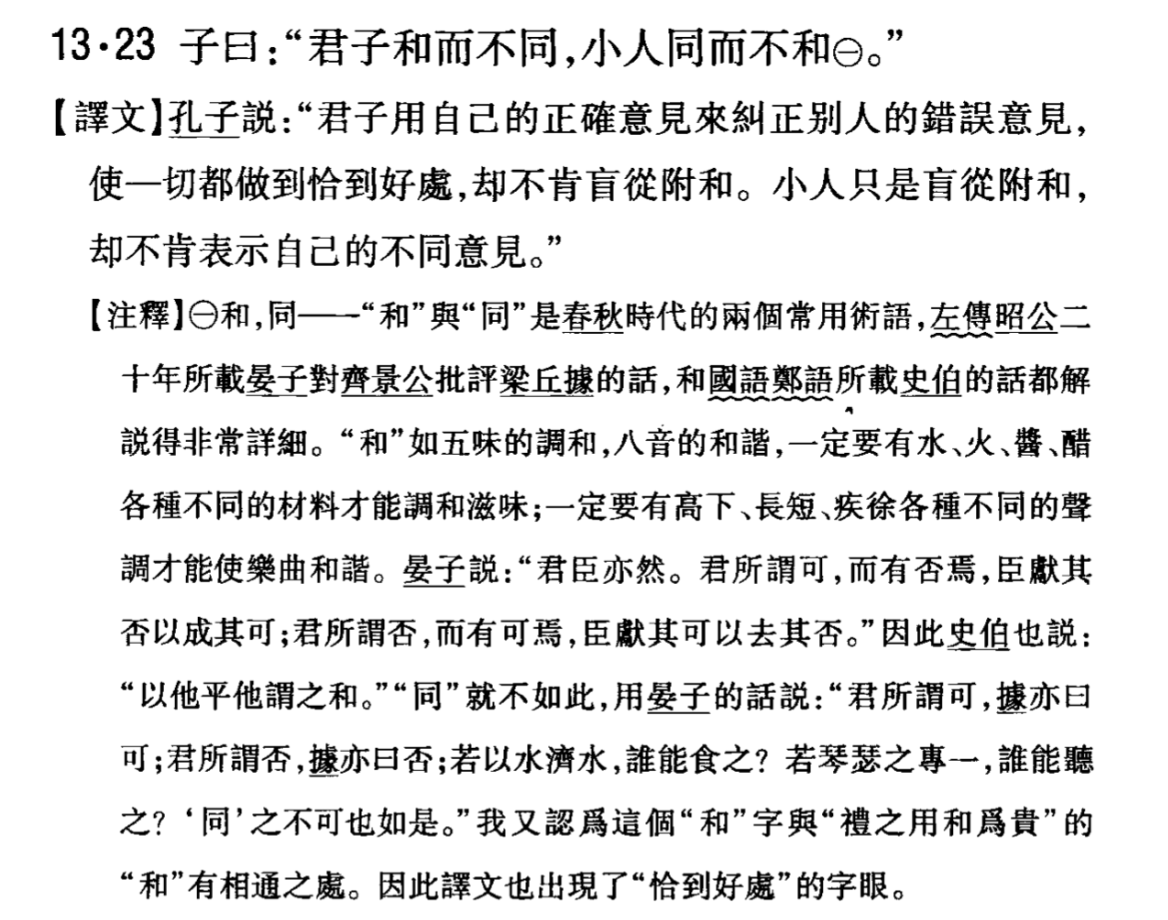 13·23 子曰：“君子和而不同，小人同而不和㊀。”
【譯文】孔子説：“君子用自己的正確意見來糾正别人的錯誤意見，
使一切都做到恰到好處，却不肯盲從附和。小人只是盲從附和，
却不肯表示自己的不同意見。”
【注釋】㊀和，同——“和”與“同”是春秋時代的兩個常用術語，左傳昭公二
十年所載晏子對齊景公批評梁丘據的話，和國語鄭語所載史伯的話都解
説得非常詳細。“和”如五味的調和，八音的和諧，一定要有水、火、醬、醋
各種不同的材料才能調和滋味；一定要有高下、長短、疾徐各種不同的聲
調才能使樂曲和諧。晏子説：“君臣亦然。君所謂可，而有否焉，臣獻其
否以成其可；君所謂否，而有可焉，臣獻其可以去其否。”因此史伯也説：
“以他平他謂之和。”“同”就不如此，用晏子的話説：“君所謂可，據亦曰
可；君所謂否，據亦曰否；若以水濟水，誰能食之？若琴瑟之專一，誰能聽
之？‘同’之不可也如是。”我又認爲這個“和”字與“禮之用和爲貴”的
“和”有相通之處。因此譯文也出現了“恰到好處”的字眼。